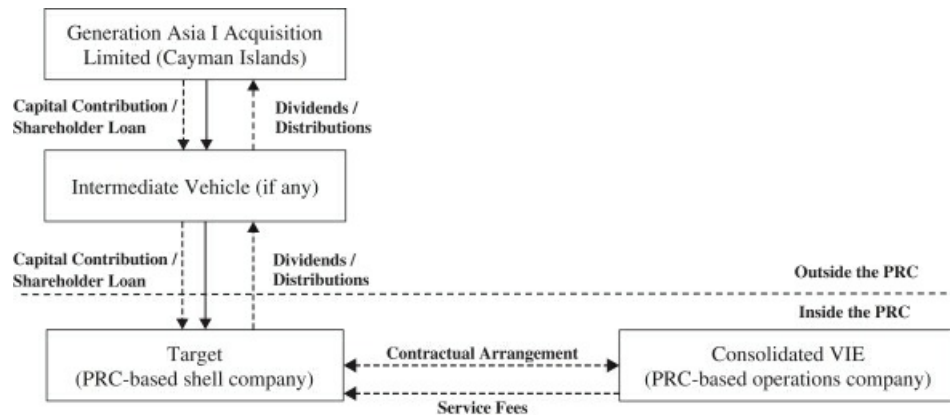 Generation Asia I Acquisition
Limited (Cayman Islands)
Capital Contribution /
Shareholder Loan
Dividends /
Distributions
Intermediate Vehicle (if any)
Capital Contribution /
Shareholder Loan
Dividends /
Distributions
Outside the PRC
Inside the PRC
Target
(PRC-based shell company)
Contractual Arrangement
Service Fees
Consolidated VIE
(PRC-based operations company)